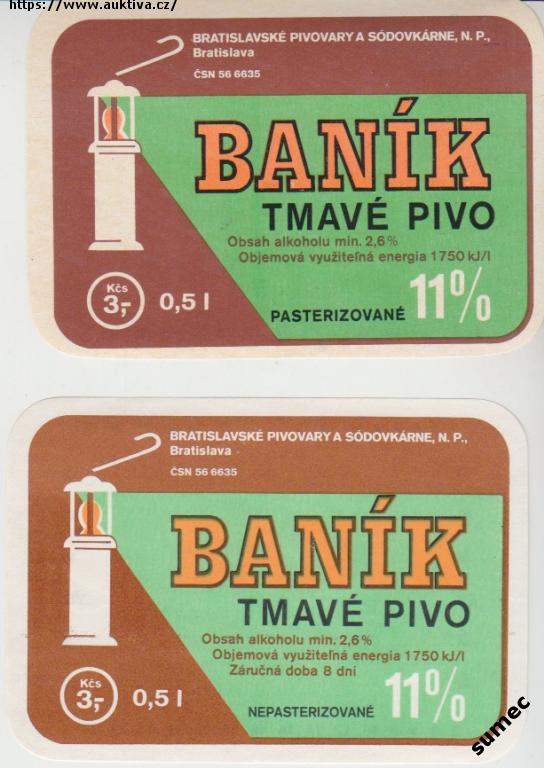 https://www.auktiva.cz/
BRATISLAVSKÉ PIVOVARY A SÓDOVKÁRNE, N. P.,
Bratislava
ČSN 56 6635
BANÍK
TMAVÉ PIVO
Obsah alkoholu min. 2,6%
Objemová využiteľná energia 1750 kJ/l
Kčs
3,-
0,5 l
PASTERIZOVANÉ
11%
BRATISLAVSKÉ PIVOVARY A SÓDOVKÁRNE, N. P.,
Bratislava
ČSN 56 6635
BANÍK
TMAVÉ PIVO
Obsah alkoholu min. 2,6%
Objemová využiteľná energia 1750 kJ/l
Záručná doba 8 dní
Kčs
3,-
0,5 l
NEPASTERIZOVANÉ
11%
sumec